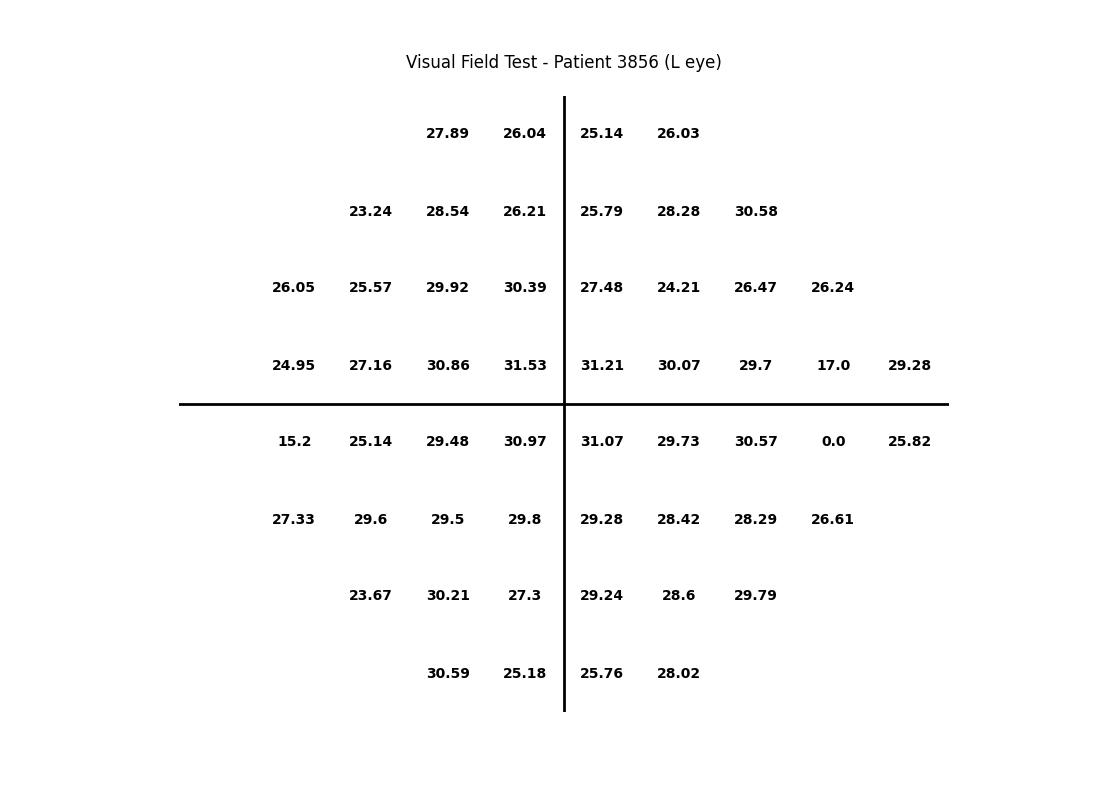 Visual Field Test - Patient 3856 (L eye)
27.89 26.04 25.14 26.03
23.24 28.54 26.21 25.79 28.28 30.58
26.05 25.57 29.92 30.39 27.48 24.21 26.47 26.24
24.95 27.16 30.86 31.53 31.21 30.07 29.7 17.0 29.28
15.2 25.14 29.48 30.97 31.07 29.73 30.57 0.0 25.82
27.33 29.6 29.5 29.8 29.28 28.42 28.29 26.61
23.67 30.21 27.3 29.24 28.6 29.79
30.59 25.18 25.76 28.02